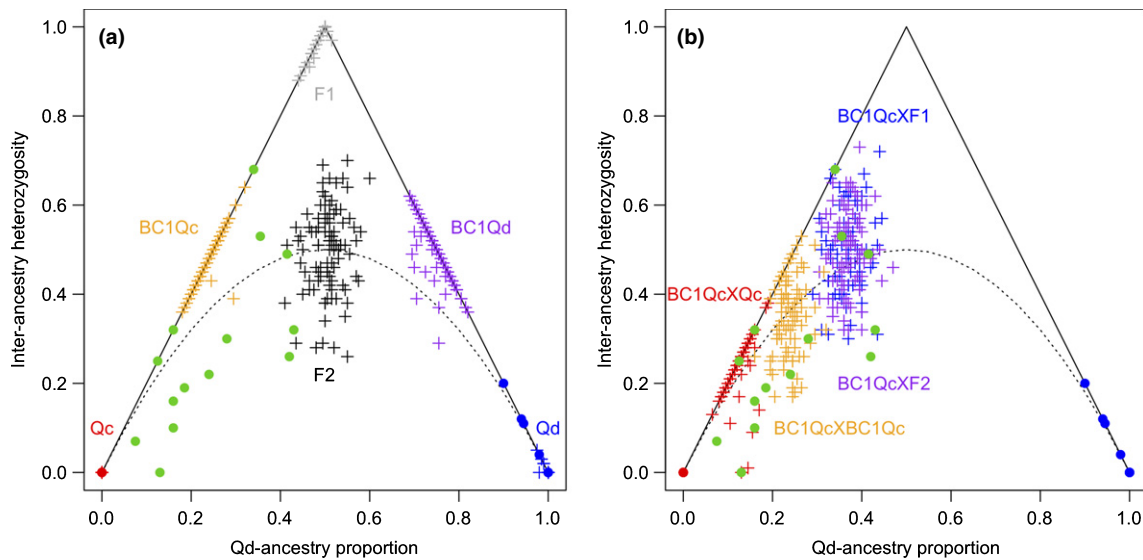 (a)
1.0
0.8
0.6
0.4
0.2
0.0
Inter-ancestry heterozygosity
F1
BC1Qc
BC1Qd
F2
Qc
Qd
0.0 0.2 0.4 0.6 0.8 1.0
Qd-ancestry proportion
(b)
1.0
0.8
0.6
0.4
0.2
0.0
Inter-ancestry heterozygosity
BC1QcXF1
BC1QcXQc
BC1QcXF2
BC1QcXBC1Qc
0.0 0.2 0.4 0.6 0.8 1.0
Qd-ancestry proportion